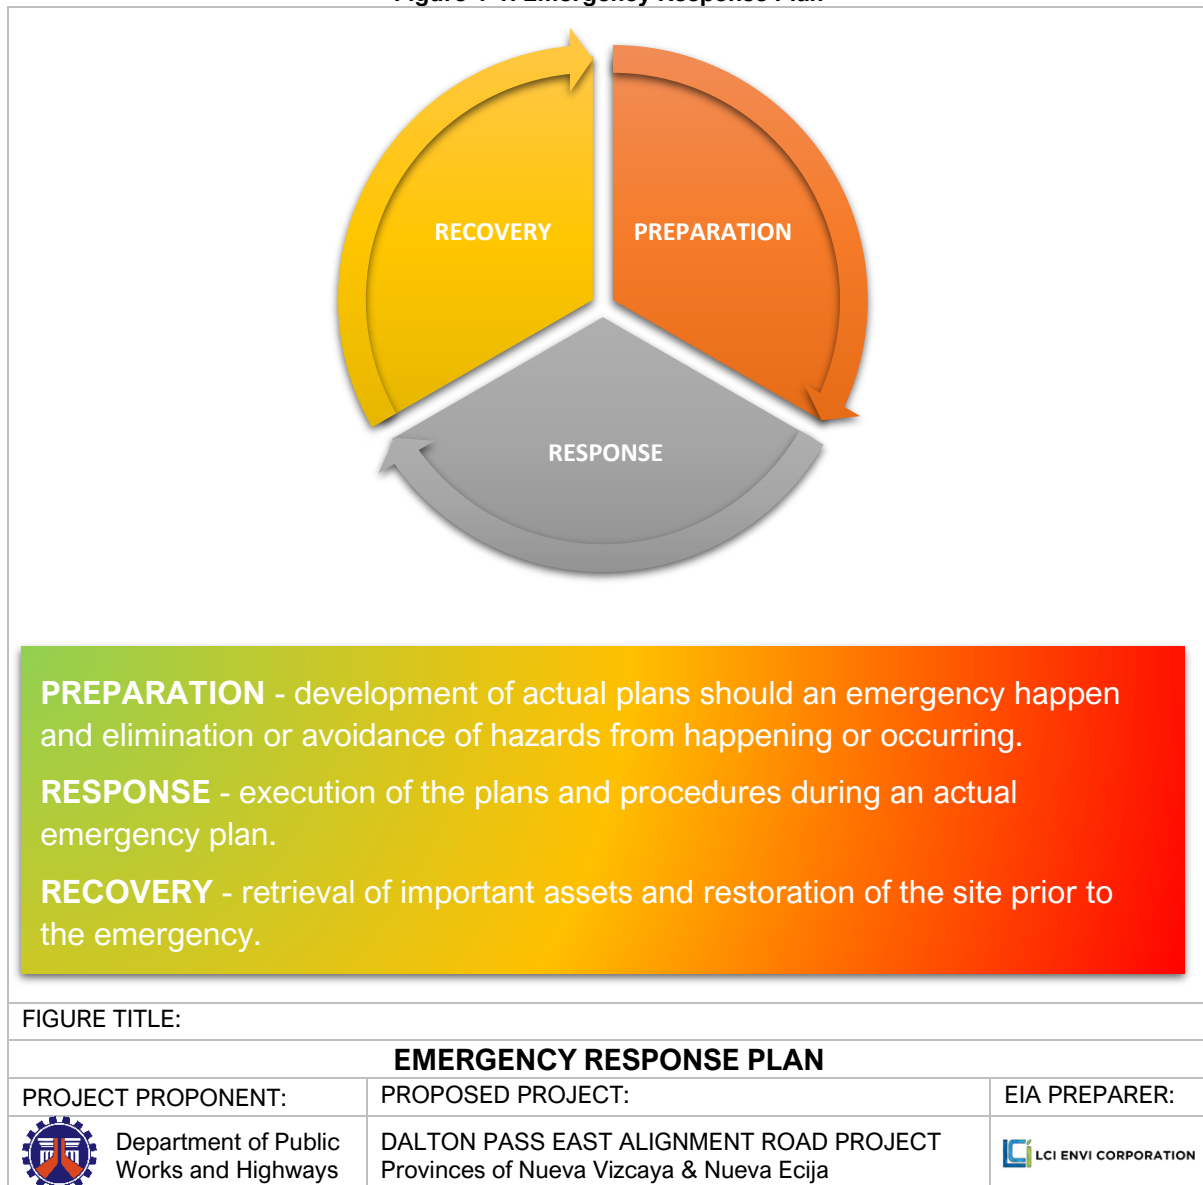 Emergency Response Plan
RECOVERY
PREPARATION
RESPONSE
PREPARATION - development of actual plans should an emergency happen
and elimination or avoidance of hazards from happening or occurring.
RESPONSE - execution of the plans and procedures during an actual
emergency plan.
RECOVERY - retrieval of important assets and restoration of the site prior to
the emergency.
FIGURE TITLE:
EMERGENCY RESPONSE PLAN
PROJECT PROPONENT:
PROPOSED PROJECT:
EIA PREPARER:
Department of Public
Works and Highways
DALTON PASS EAST ALIGNMENT ROAD PROJECT
Provinces of Nueva Vizcaya & Nueva Ecija
LCI ENVI CORPORATION